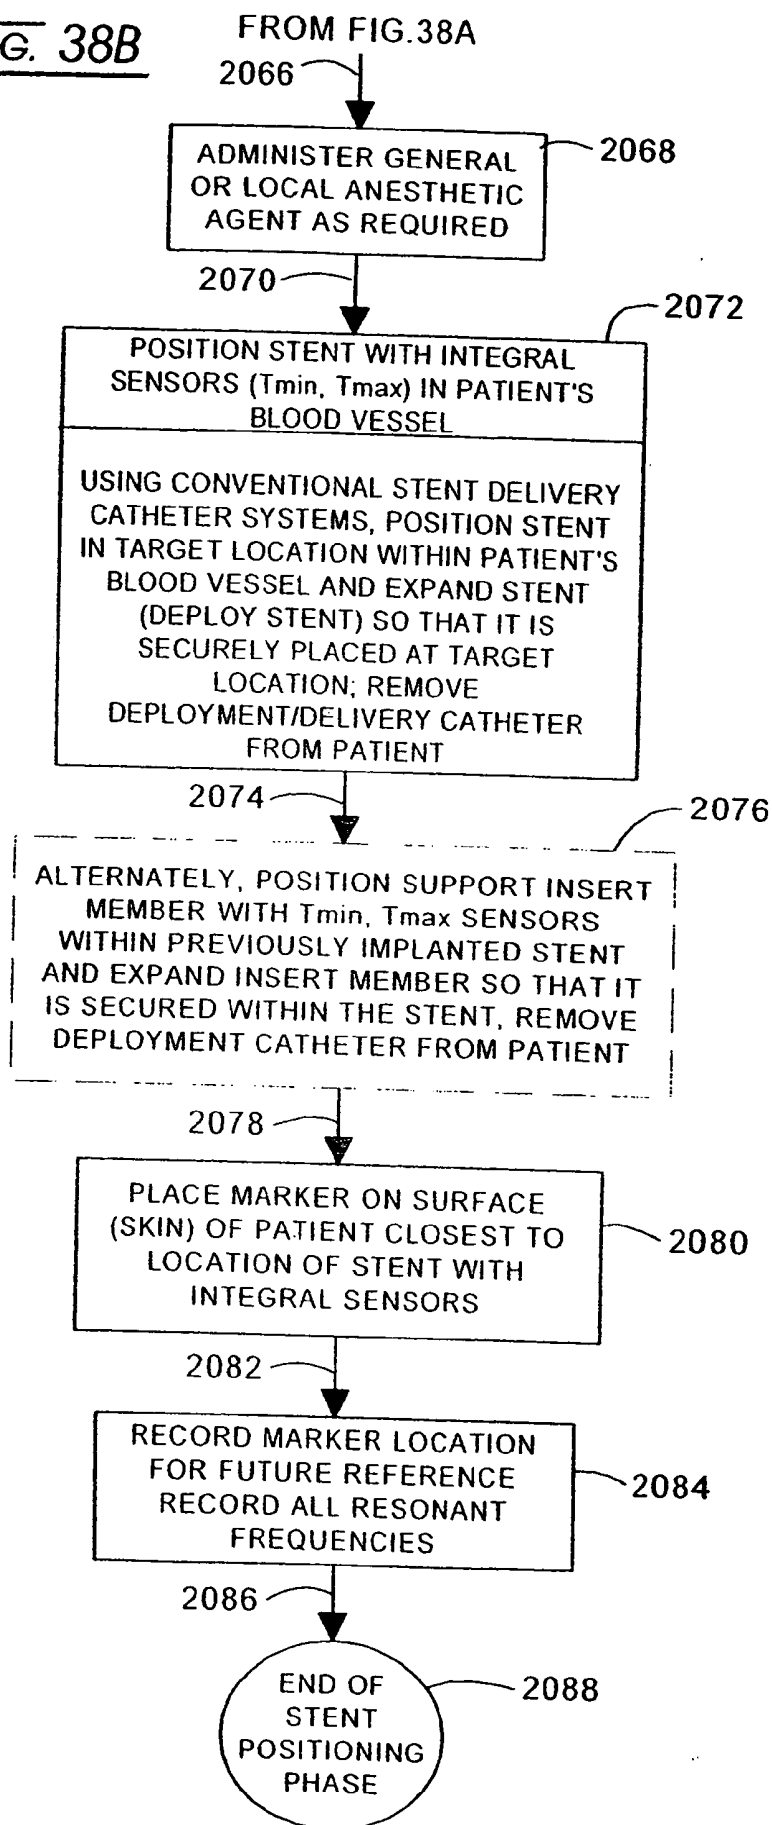 G. 38B
FROM FIG.38A
2066
ADMINISTER GENERAL
OR LOCAL ANESTHETIC
AGENT AS REQUIRED
2068
2070
2072
POSITION STENT WITH INTEGRAL
SENSORS (Tmin, Tmax) IN PATIENT'S
BLOOD VESSEL
USING CONVENTIONAL STENT DELIVERY
CATHETER SYSTEMS, POSITION STENT
IN TARGET LOCATION WITHIN PATIENT'S
BLOOD VESSEL AND EXPAND STENT
(DEPLOY STENT) SO THAT IT IS
SECURELY PLACED AT TARGET
LOCATION; REMOVE
DEPLOYMENT/DELIVERY CATHETER
FROM PATIENT
2074
2076
ALTERNATELY, POSITION SUPPORT INSERT
MEMBER WITH Tmin, Tmax SENSORS
WITHIN PREVIOUSLY IMPLANTED STENT
AND EXPAND INSERT MEMBER SO THAT IT
IS SECURED WITHIN THE STENT, REMOVE
DEPLOYMENT CATHETER FROM PATIENT
2078
PLACE MARKER ON SURFACE
(SKIN) OF PATIENT CLOSEST TO
LOCATION OF STENT WITH
INTEGRAL SENSORS
2080
2082
RECORD MARKER LOCATION
FOR FUTURE REFERENCE
RECORD ALL RESONANT
FREQUENCIES
2084
2086
END OF
STENT
POSITIONING
PHASE
2088